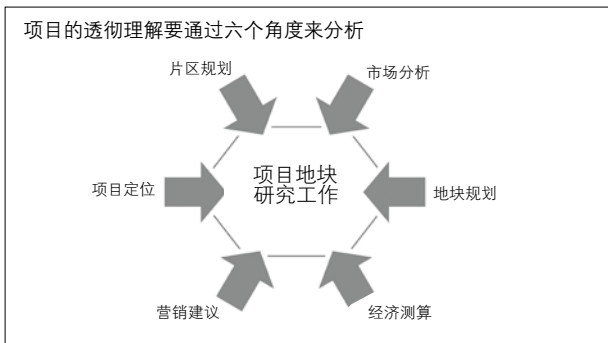 项目的透彻理解要通过六个角度来分析
片区规划
市场分析
项目定位
项目地块
研究工作
地块规划
营销建议
经济测算